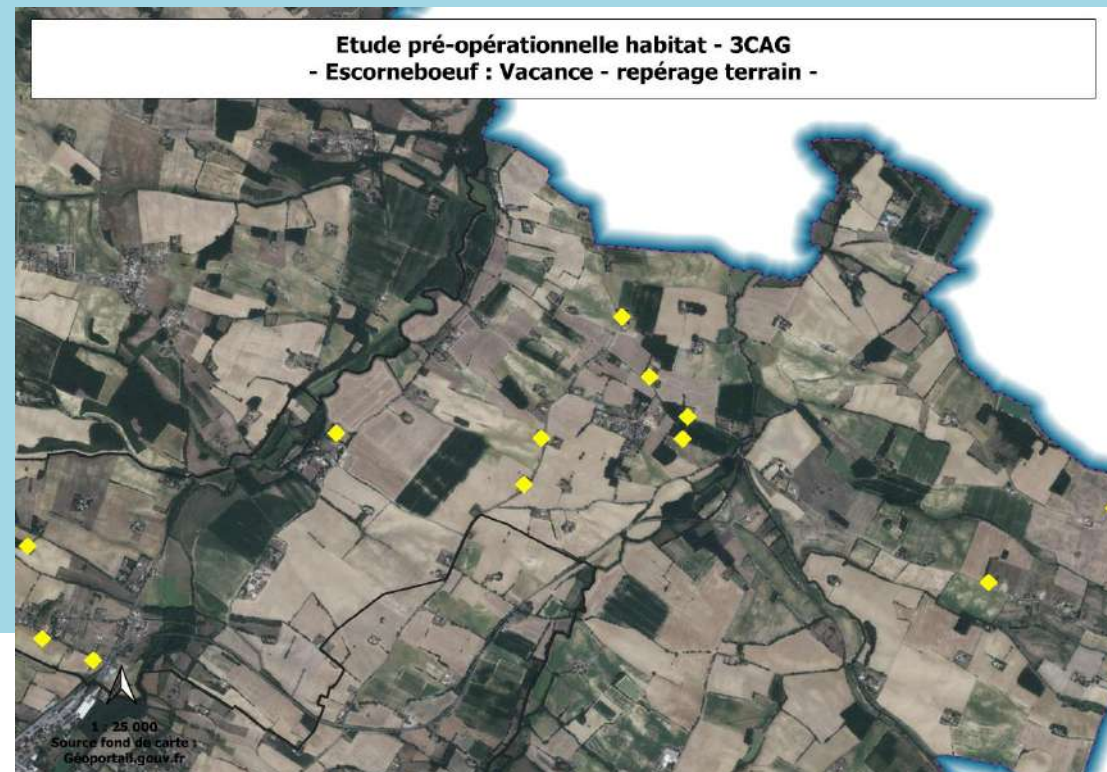 Etude pré-opérationnelle habitat - 3CAG
- Escorneboeuf : Vacance - repérage terrain -
1 : 25 000
Source fond de carte :
Géoportail.gouv.fr